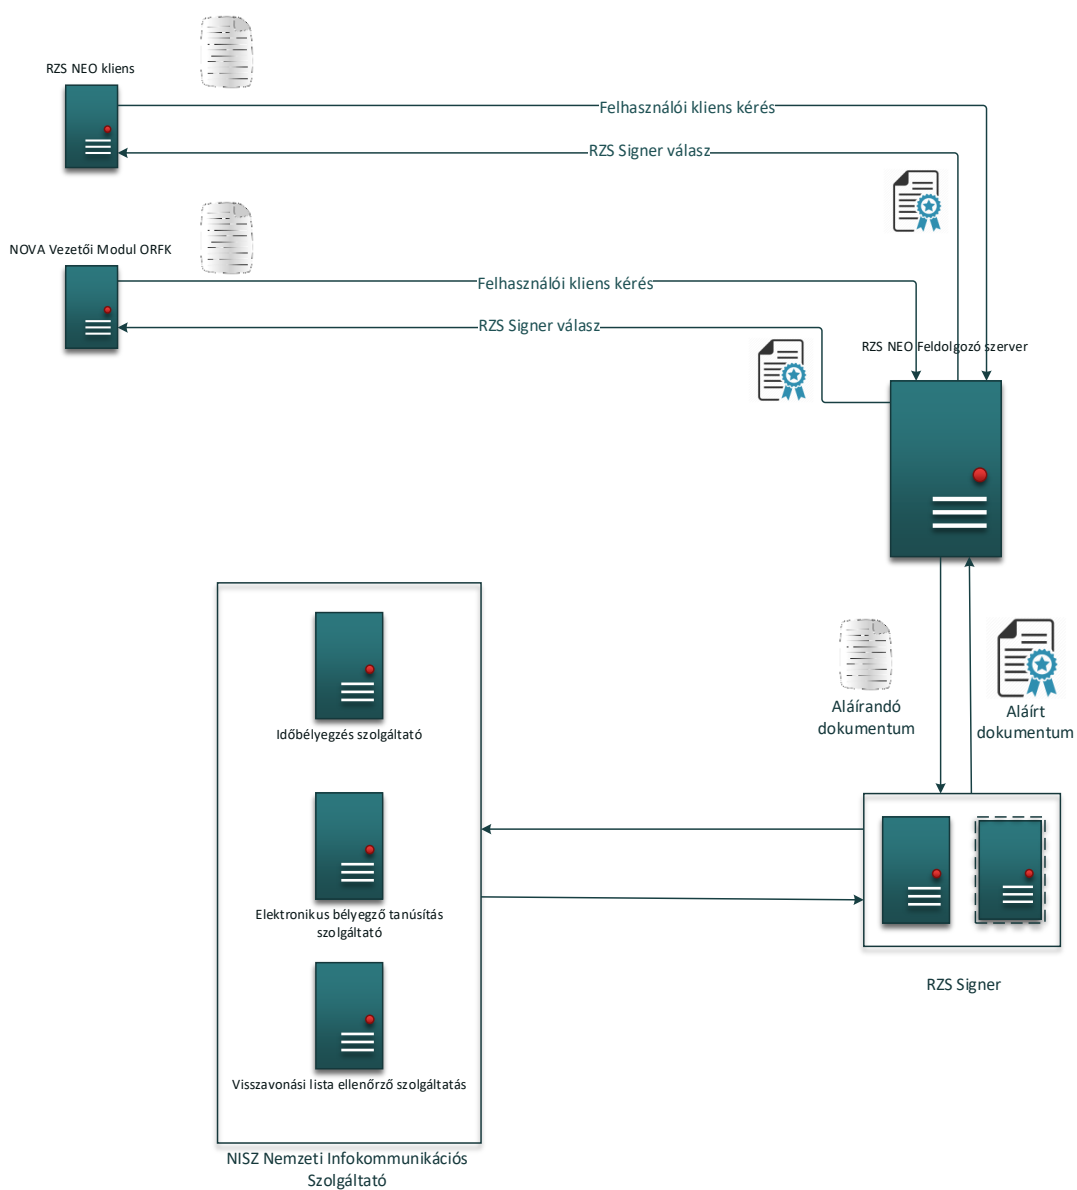 RZS NEO kliens
Felhasználói kliens kérés
RZS Signer válasz
NOVA Vezetői Modul ORFK
Felhasználói kliens kérés
RZS Signer válasz
RZS NEO Feldolgozó szerver
Aláírandó
dokumentum
Aláírt
dokumentum
Időbélyegzés szolgáltató
Elektronikus bélyegző tanúsítás
szolgáltató
Visszavonási lista ellenőrző szolgáltatás
RZS Signer
NISZ Nemzeti Infokommunikációs
Szolgáltató